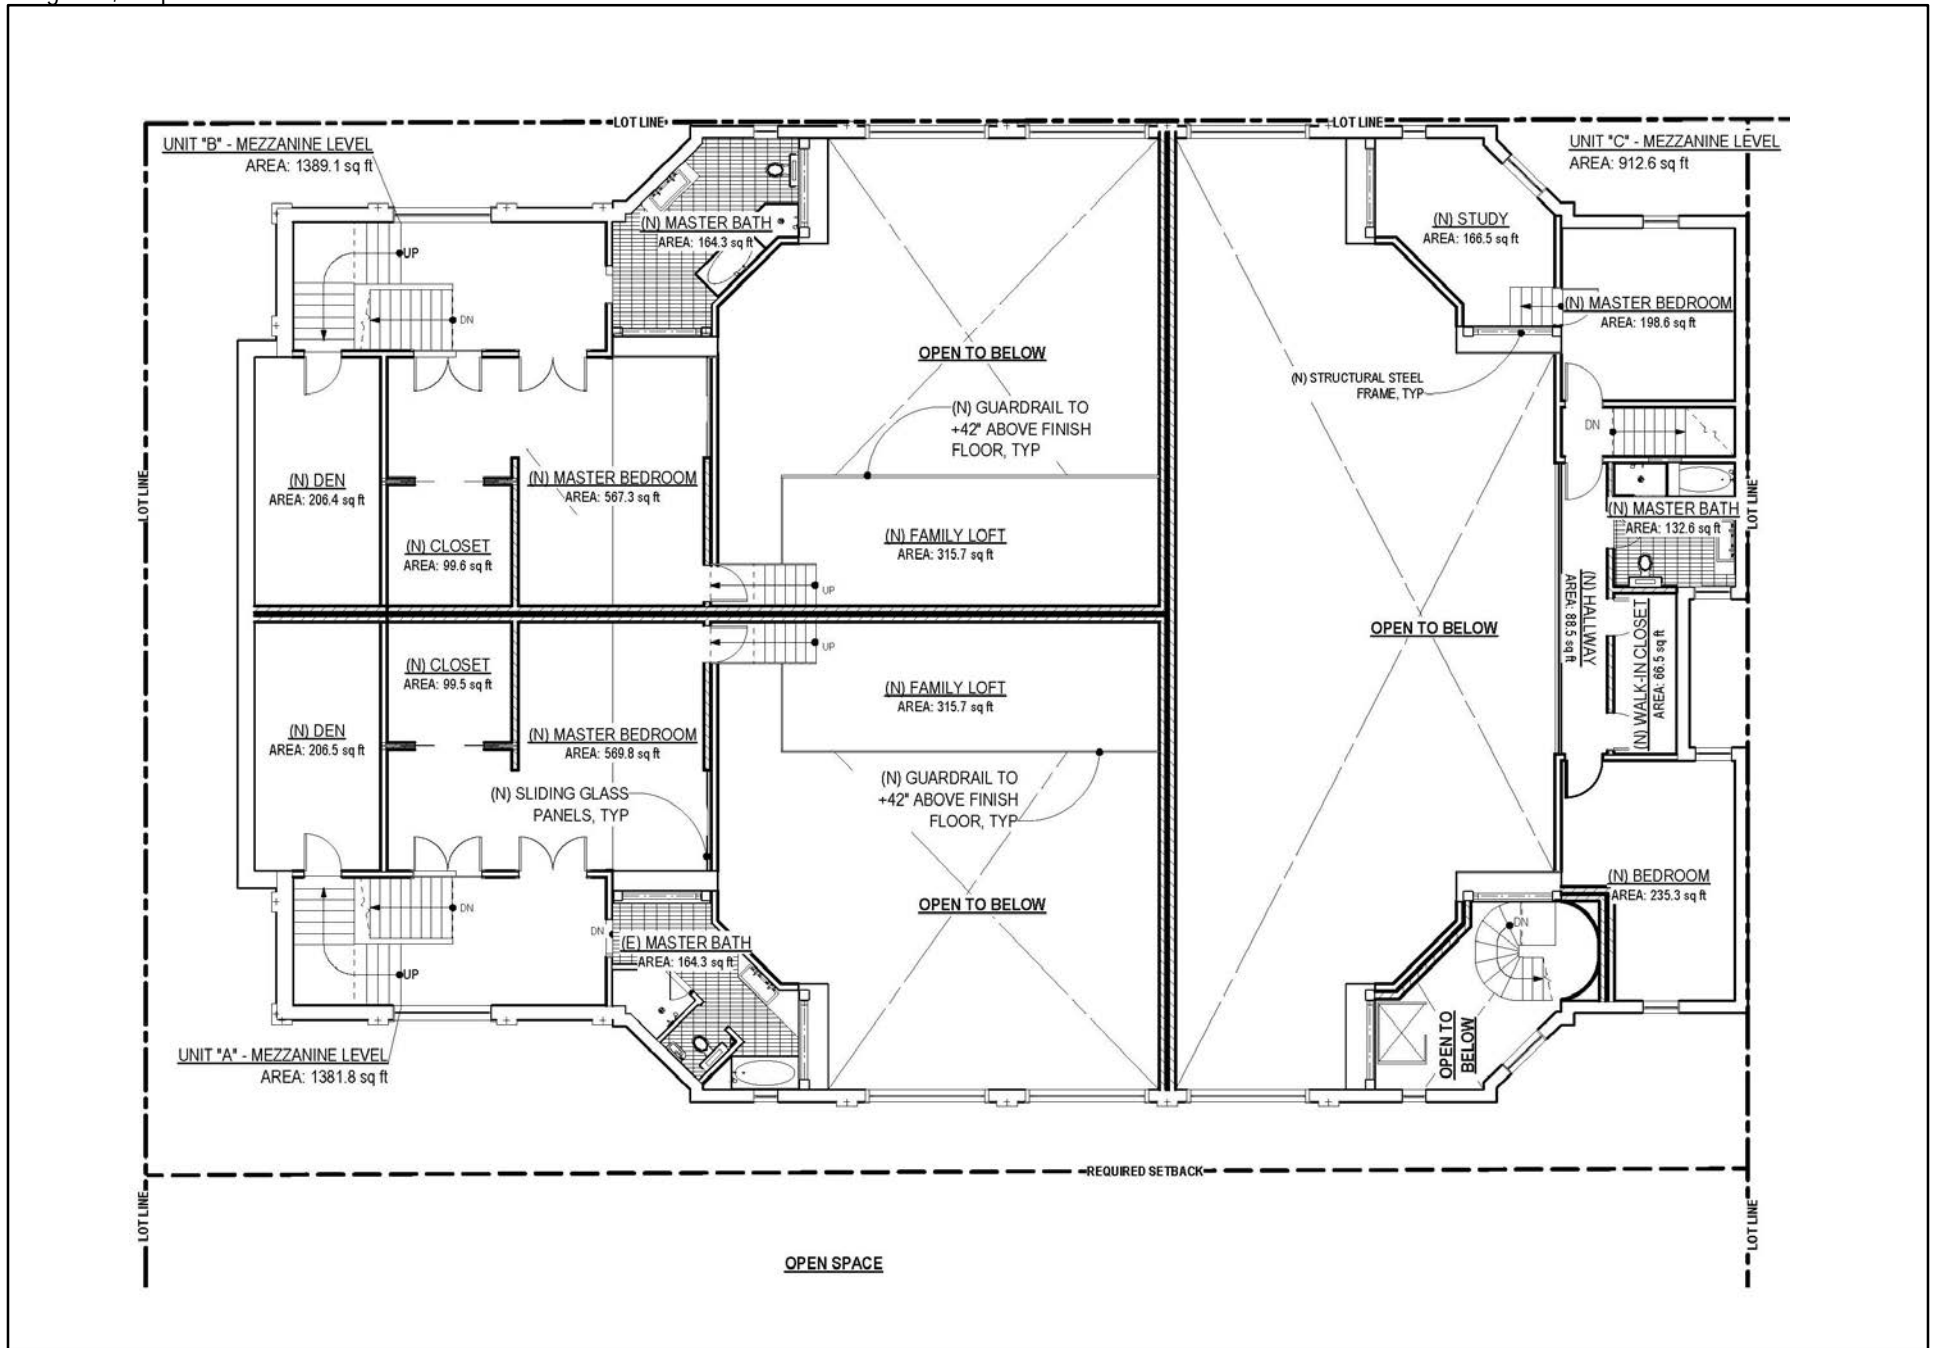 LOT LINE
LOT LINE
UNIT "B" - MEZZANINE LEVEL
AREA: 1389.1 sq ft
UNIT "C" - MEZZANINE LEVEL
AREA: 912.6 sq ft
(N) MASTER BATH
AREA: 164.3 sq ft
(N) STUDY
AREA: 166.5 sq ft
UP
DN
(N) MASTER BEDROOM
AREA: 198.6 sq ft
OPEN TO BELOW
(N) STRUCTURAL STEEL
FRAME, TYP
(N) GUARDRAIL TO
+42" ABOVE FINISH
FLOOR, TYP
DN
LOT LINE
(N) DEN
AREA: 206.4 sq ft
(N) MASTER BEDROOM
AREA: 567.3 sq ft
LOT LINE
(N) MASTER BATH
AREA: 132.6 sq ft
(N) CLOSET
AREA: 99.6 sq ft
(N) FAMILY LOFT
AREA: 315.7 sq ft
UP
(N) HALLWAY
AREA: 88.5 sq ft
OPEN TO BELOW
(N) WALK-IN CLOSET
AREA: 66.5 sq ft
UP
(N) CLOSET
AREA: 99.5 sq ft
(N) FAMILY LOFT
AREA: 315.7 sq ft
(N) DEN
AREA: 206.5 sq ft
(N) MASTER BEDROOM
AREA: 569.8 sq ft
(N) SLIDING GLASS
PANELS, TYP
(N) GUARDRAIL TO
+42" ABOVE FINISH
FLOOR, TYP
(N) BEDROOM
AREA: 235.3 sq ft
OPEN TO BELOW
DN
DN
DN
(E) MASTER BATH
AREA: 164.3 sq ft
UP
OPEN TO
BELOW
UNIT "A" - MEZZANINE LEVEL
AREA: 1381.8 sq ft
REQUIRED SETBACK
LOT LINE
LOT LINE
OPEN SPACE